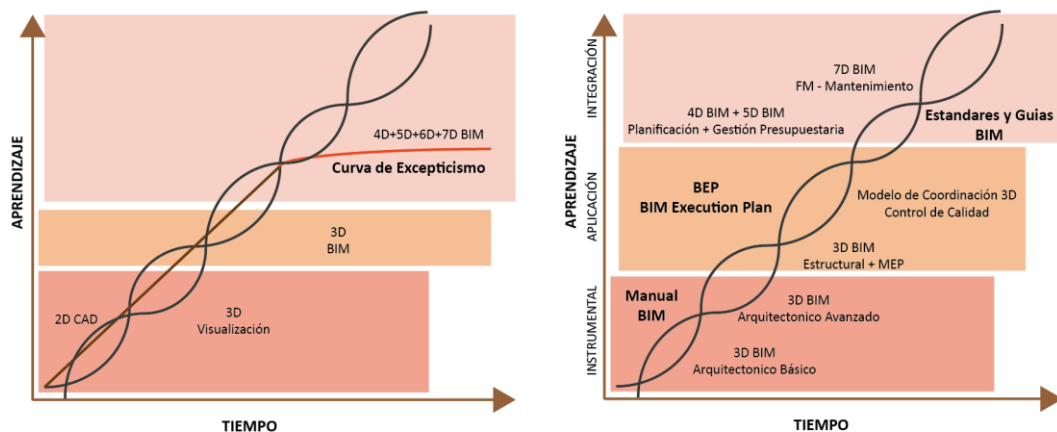 APRENDIZAJE
4D+5D+6D+7D BIM
Curva de Excepticismo
3D
BIM
2D CAD
3D
Visualización
TIEMPO
APRENDIZAJE
INTEGRACIÓN
APLICACIÓN
INSTRUMENTAL
7D BIM
FM - Mantenimiento
4D BIM + 5D BIM
Planificación + Gestión Presupuestaria
Estandares y Guias
BIM
BEP
BIM Execution Plan
Modelo de Coordinación 3D
Control de Calidad
3D BIM
Estructural + MEP
Manual
BIM
3D BIM
Arquitectonico Avanzado
3D BIM
Arquitectonico Básico
TIEMPO